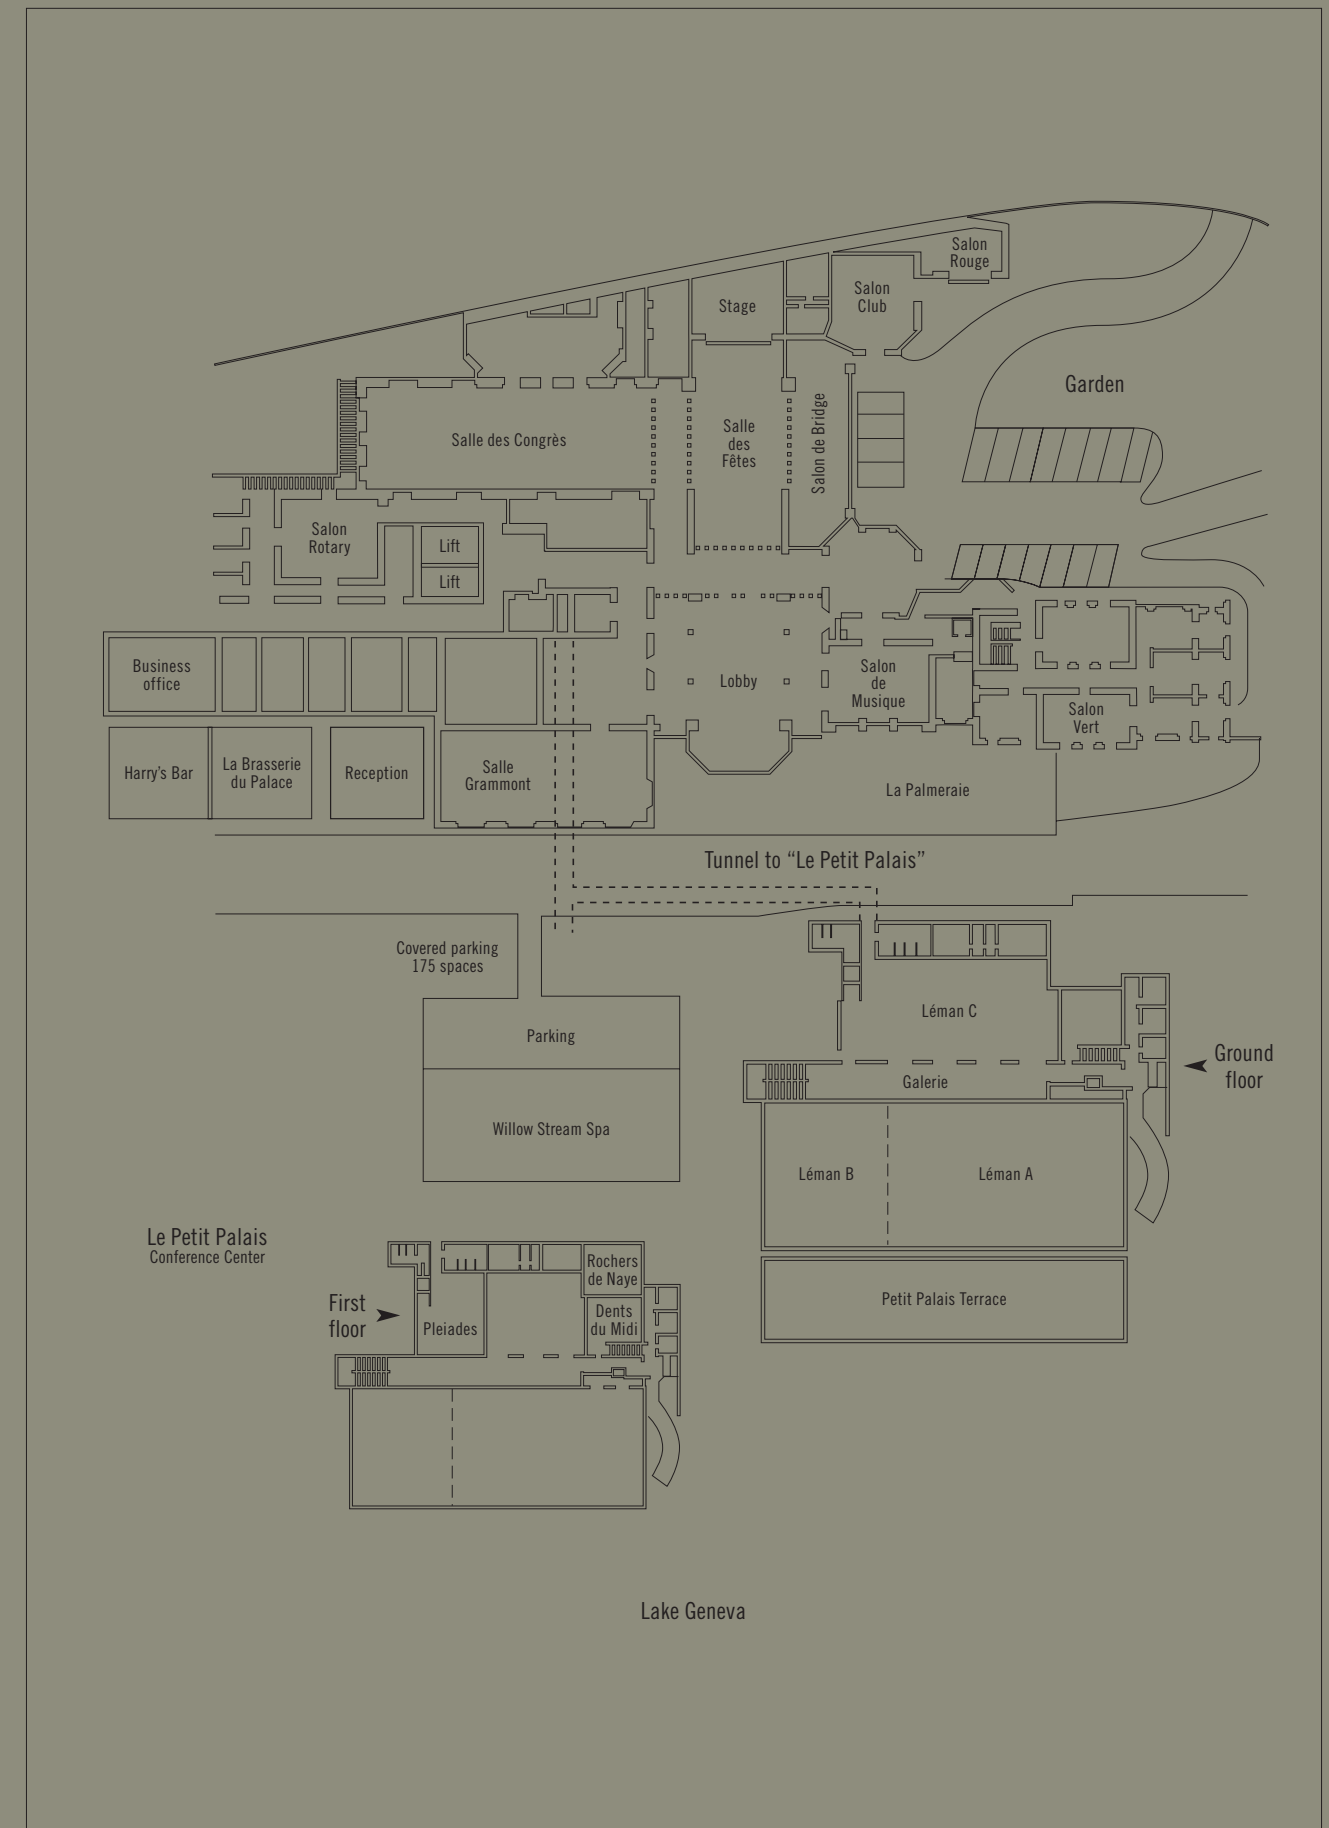 Salon
Rouge
Salon
Club
Stage
Garden
Salle des Congrès
Salle
des
Fêtes
Salon de Bridge
Salon
Rotary
Lift
Lift
Business
office
Lobby
Salon
de
Musique
Salon
Vert
Harry's Bar
La Brasserie
du Palace
Reception
Salle
Grammont
La Palmeraie
Tunnel to “Le Petit Palais”
Covered parking
175 spaces
Parking
Willow Stream Spa
Léman C
Galerie
Ground
floor
Léman B
Léman A
Petit Palais Terrace
Le Petit Palais
Conference Center
First
floor
Rochers
de Naye
Dents
du Midi
Pleiades
Lake Geneva